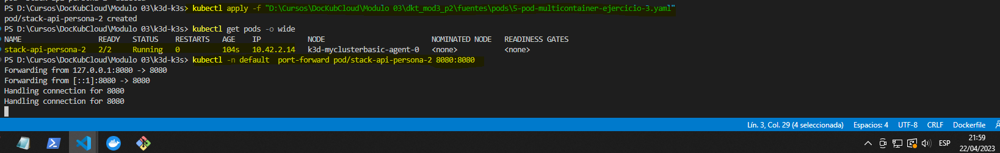 PS D:\Cursos\DocKubCloud\Modulo 03\k3d-k3s> kubectl apply -f "D:\Cursos\DocKubCloud\Modulo 03\dkt_mod3_p2\fuentes\pods\5-pod-multicontainer-ejercicio-3.yaml"
pod/stack-api-persona-2 created
PS D:\Cursos\DocKubCloud\Modulo 03\k3d-k3s> kubectl get pods -o wide
NAME READY STATUS RESTARTS AGE IP NODE NOMINATED NODE READINESS GATES
stack-api-persona-2 2/2 Running 0 104s 10.42.2.14 k3d-myclusterbasic-agent-0 <none> <none>
PS D:\Cursos\DocKubCloud\Modulo 03\k3d-k3s> kubectl -n default  port-forward pod/stack-api-persona-2 8080:8080
Forwarding from 127.0.0.1:8080 -> 8080
Forwarding from [::1]:8080 -> 8080
Handling connection for 8080
Handling connection for 8080
Lín. 3, Col. 29 (4 seleccionada) Espacios: 4 UTF-8 CRLF Dockerfile
ESP 21:59
22/04/2023